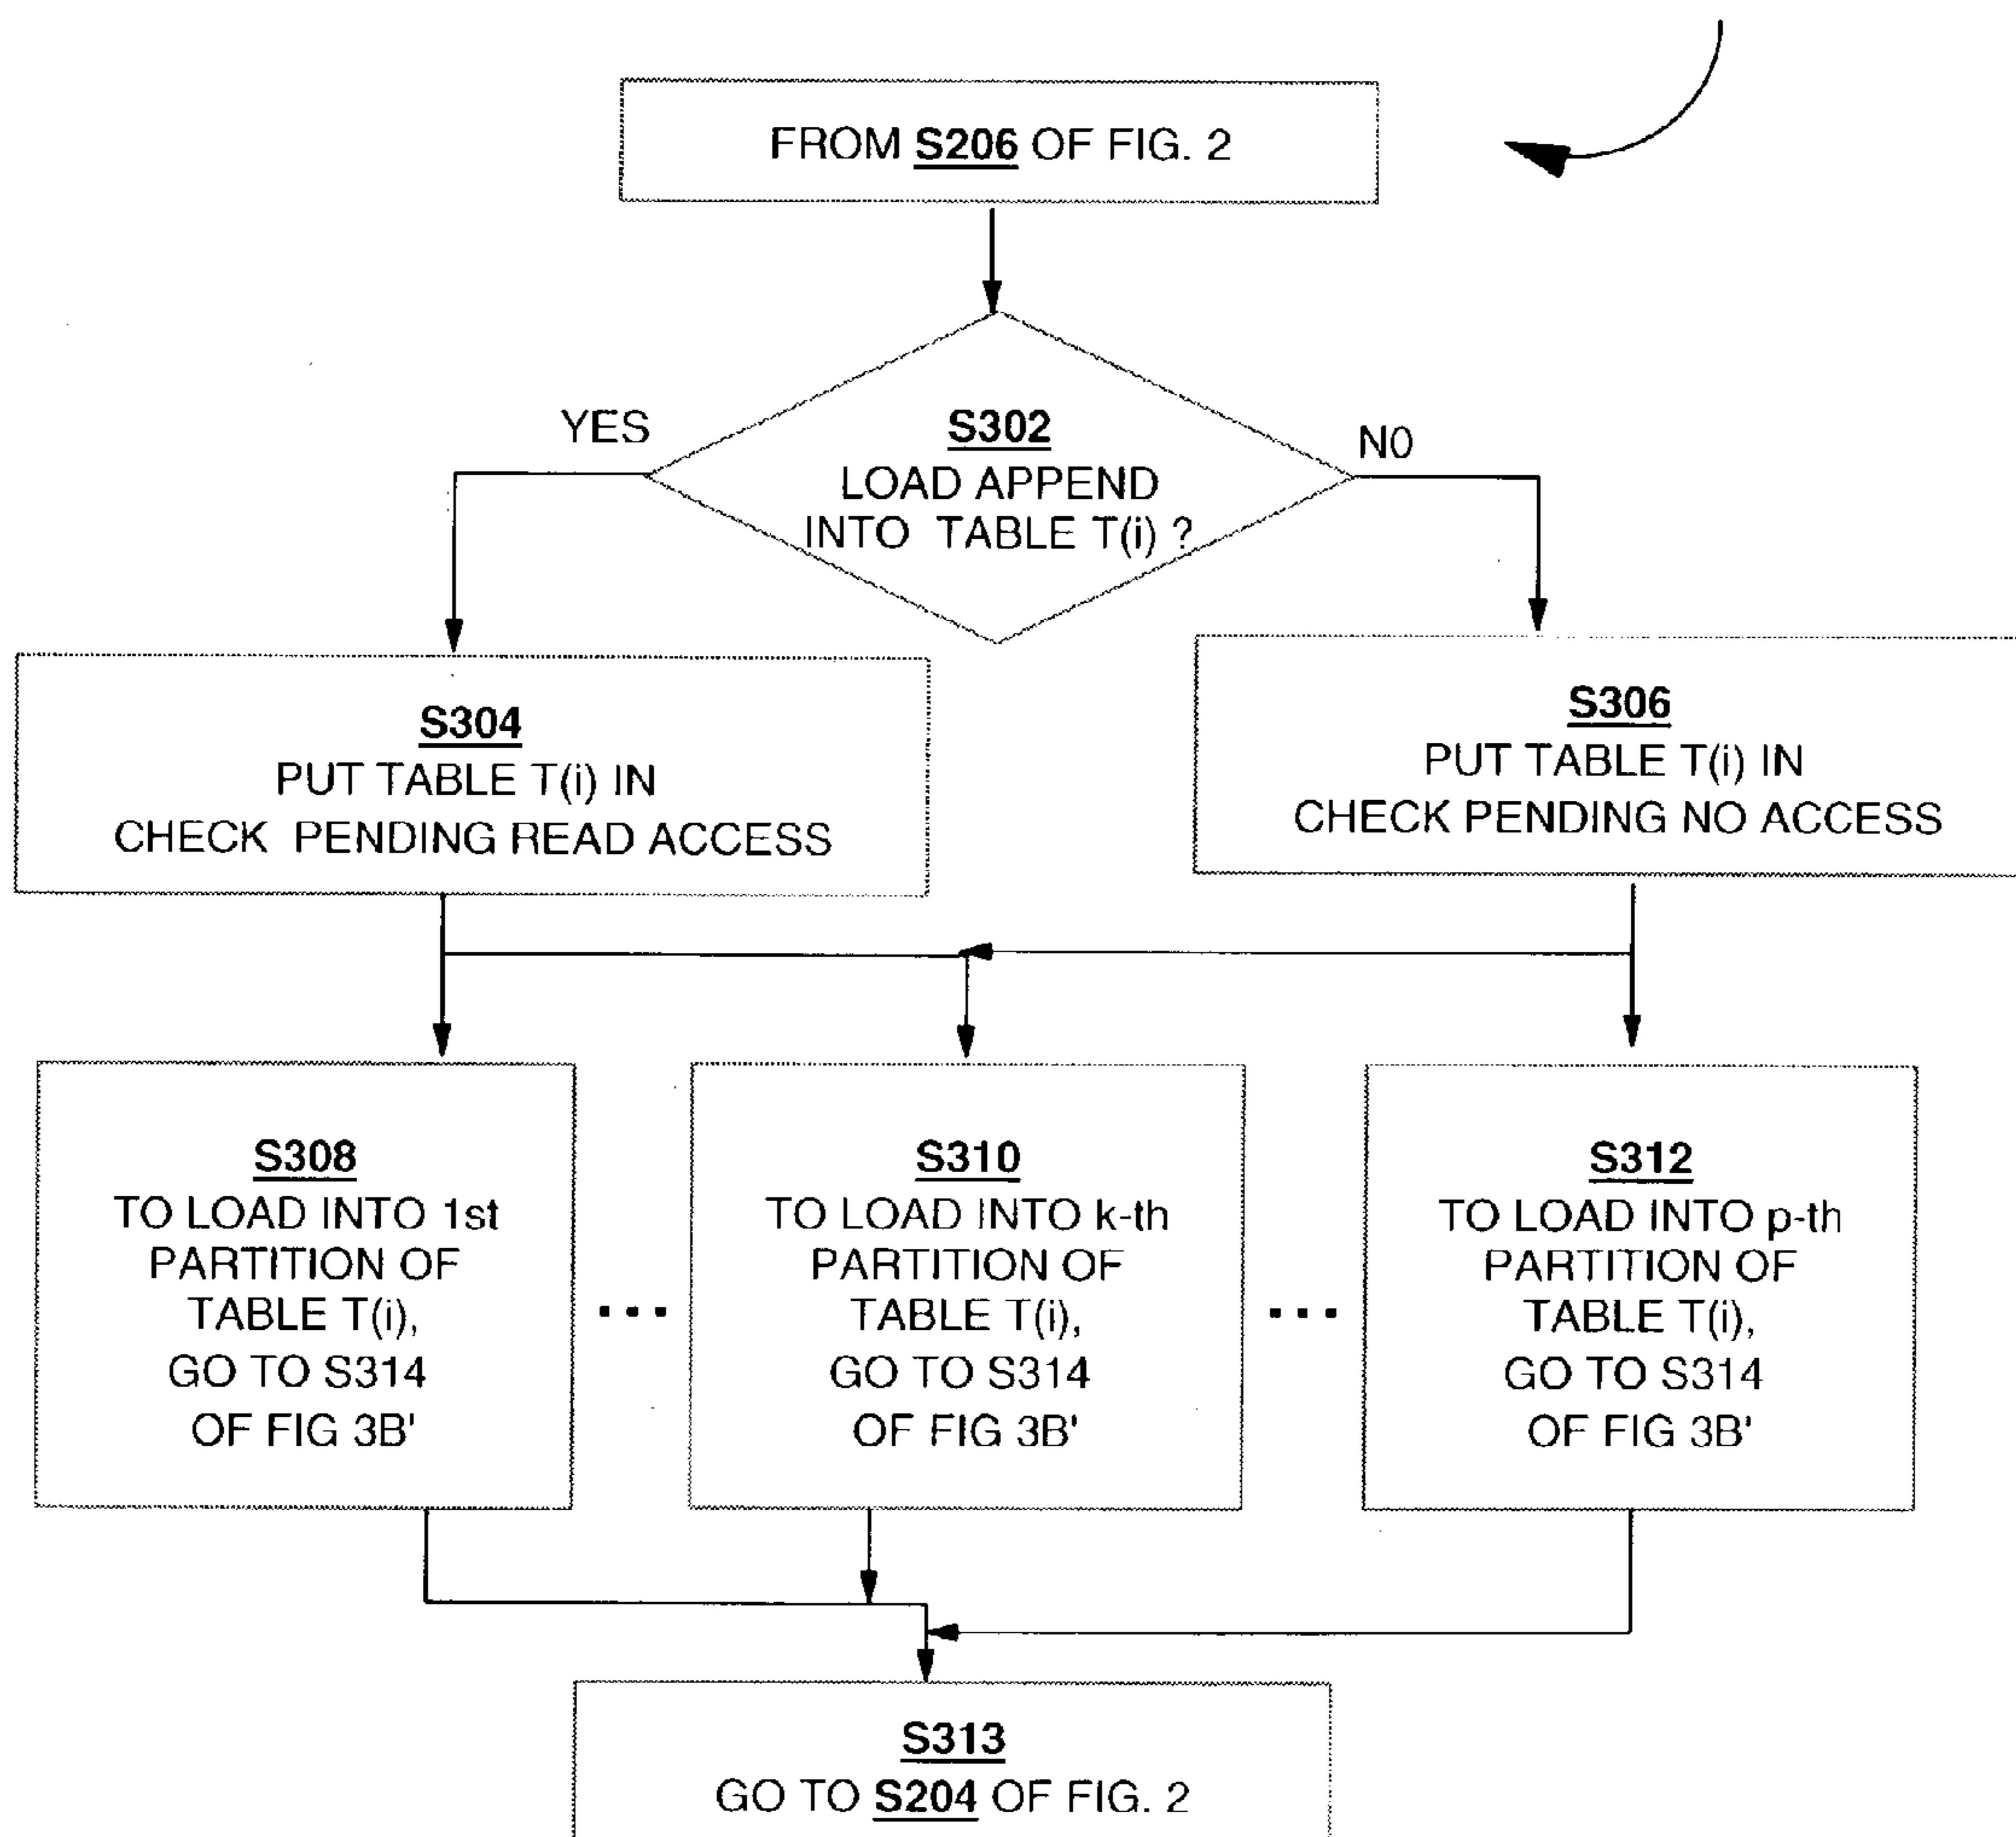 FROM S206 OF FIG. 2
YES
NO
S302
LOAD APPEND
INTO TABLE T(i) ?
S304
PUT TABLE T(i) IN
CHECK PENDING READ ACCESS
S306
PUT TABLE T(i) IN
CHECK PENDING NO ACCESS
S308
TO LOAD INTO 1st
PARTITION OF
TABLE T(i),
GO TO S314
OF FIG 3B'
...
S310
TO LOAD INTO k-th
PARTITION OF
TABLE T(i),
GO TO S314
OF FIG 3B'
...
S312
TO LOAD INTO p-th
PARTITION OF
TABLE T(i),
GO TO S314
OF FIG 3B'
S313
GO TO S204 OF FIG. 2